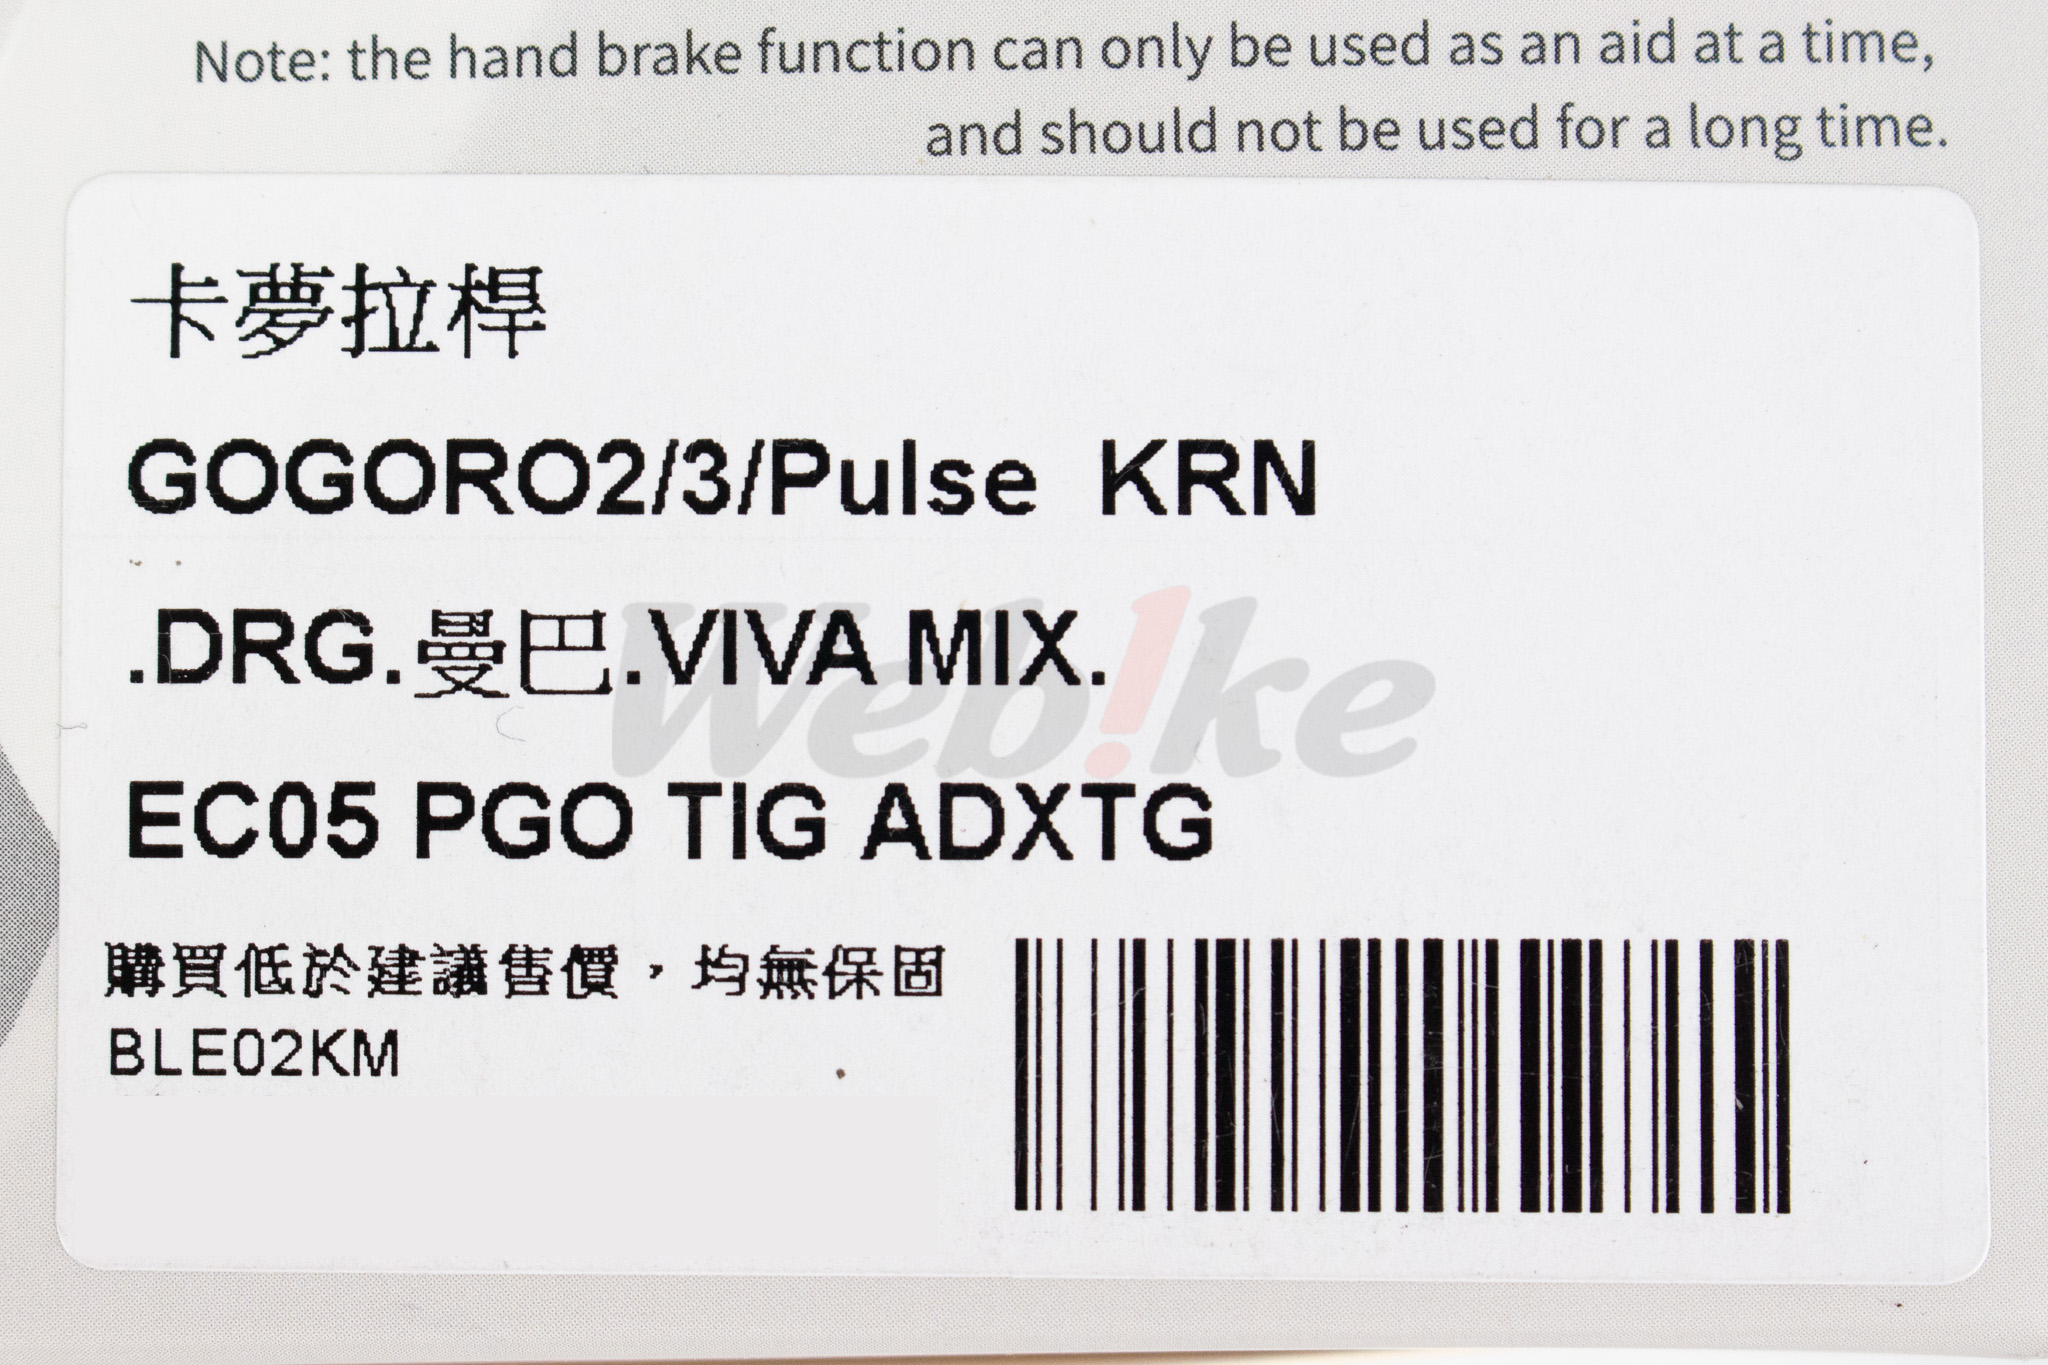 Note: the hand brake function can only be used as an aid at a time,
and should not be used for a long time.
卡夢拉桿
GOGORO2/3/Pulse KRN
.DRG.曼巴.VIVA MIX.
Web!ke
EC05 PGO TIG ADXTG
購買低於建議售價，均無保固
BLE02KM